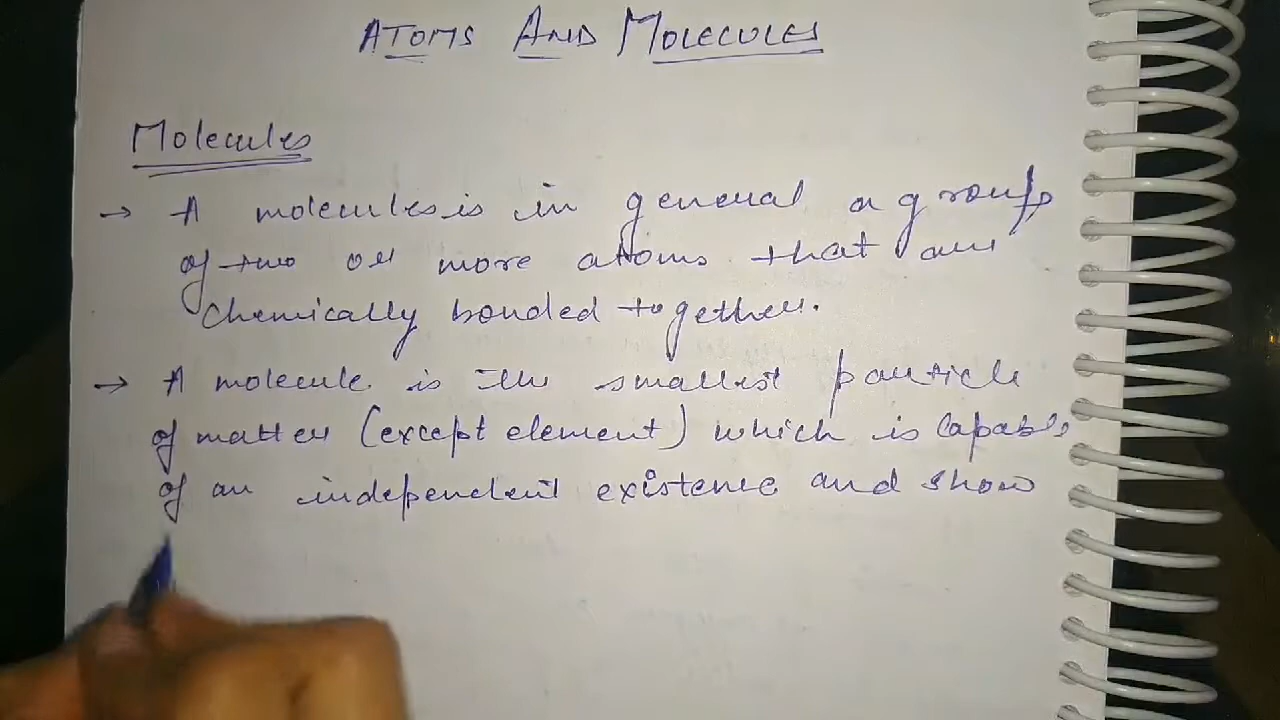 ATOMS AND MOLECULES
Molecules
→ A molecules is in general a group
of two or more atoms that are
chemically bonded together.
→ A molecule is the smallest particle
of matter (except element) which is capable
of an independent existence and show